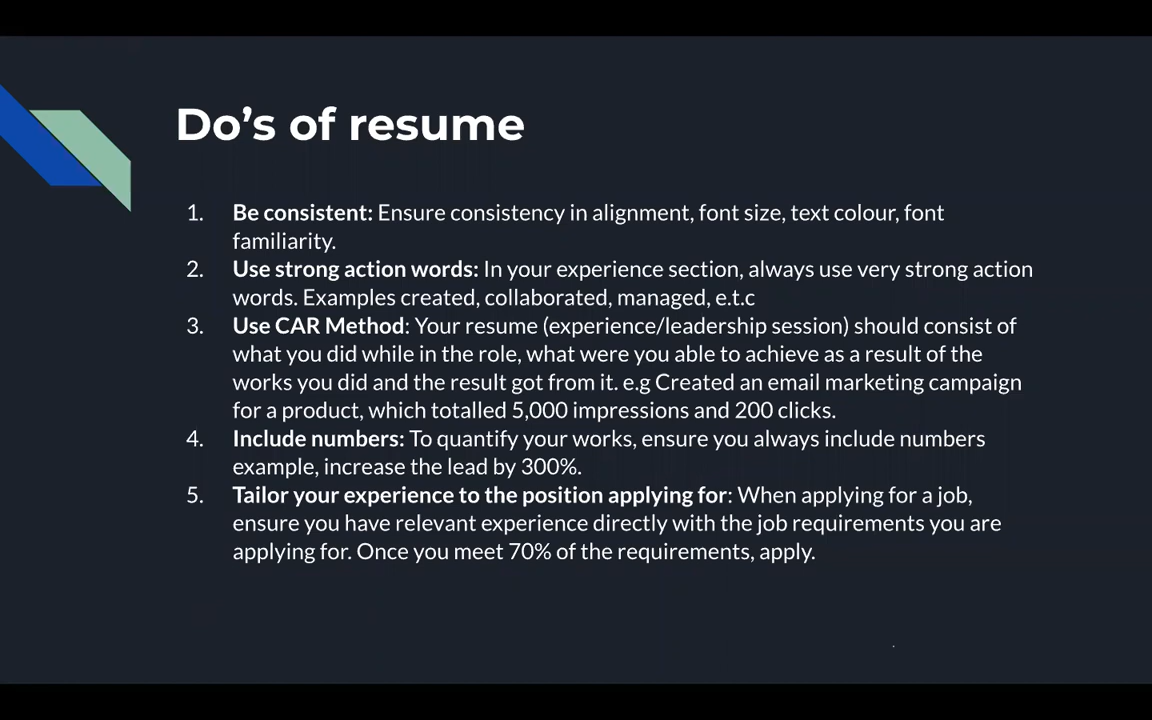 Do’s of resume
1. Be consistent: Ensure consistency in alignment, font size, text colour, font
familiarity.
2. Use strong action words: In your experience section, always use very strong action
words. Examples created, collaborated, managed, e.t.c
3. Use CAR Method: Your resume (experience/leadership session) should consist of
what you did while in the role, what were you able to achieve as a result of the
works you did and the result got from it. e.g Created an email marketing campaign
for a product, which totalled 5,000 impressions and 200 clicks.
4. Include numbers: To quantify your works, ensure you always include numbers
example, increase the lead by 300%.
5. Tailor your experience to the position applying for: When applying for a job,
ensure you have relevant experience directly with the job requirements you are
applying for. Once you meet 70% of the requirements, apply.